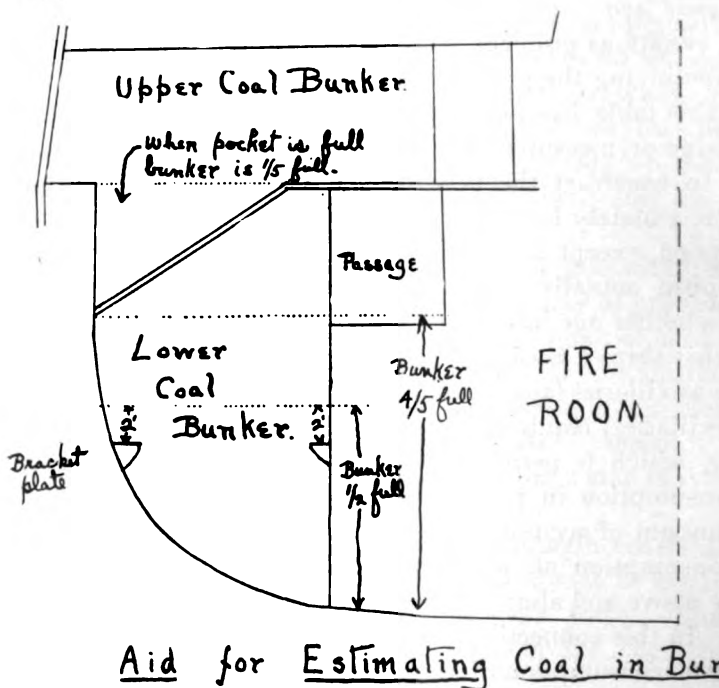 Upper Coal Bunker.
when pocket is full
bunker is 1/5 full.
Passage
Lower
Coal
Bunker.
Bunker
4/5 full
FIRE
ROOM
2'
2'
Bracket
plate
Bunker
1/2 full
Aid for Estimating Coal in Bun